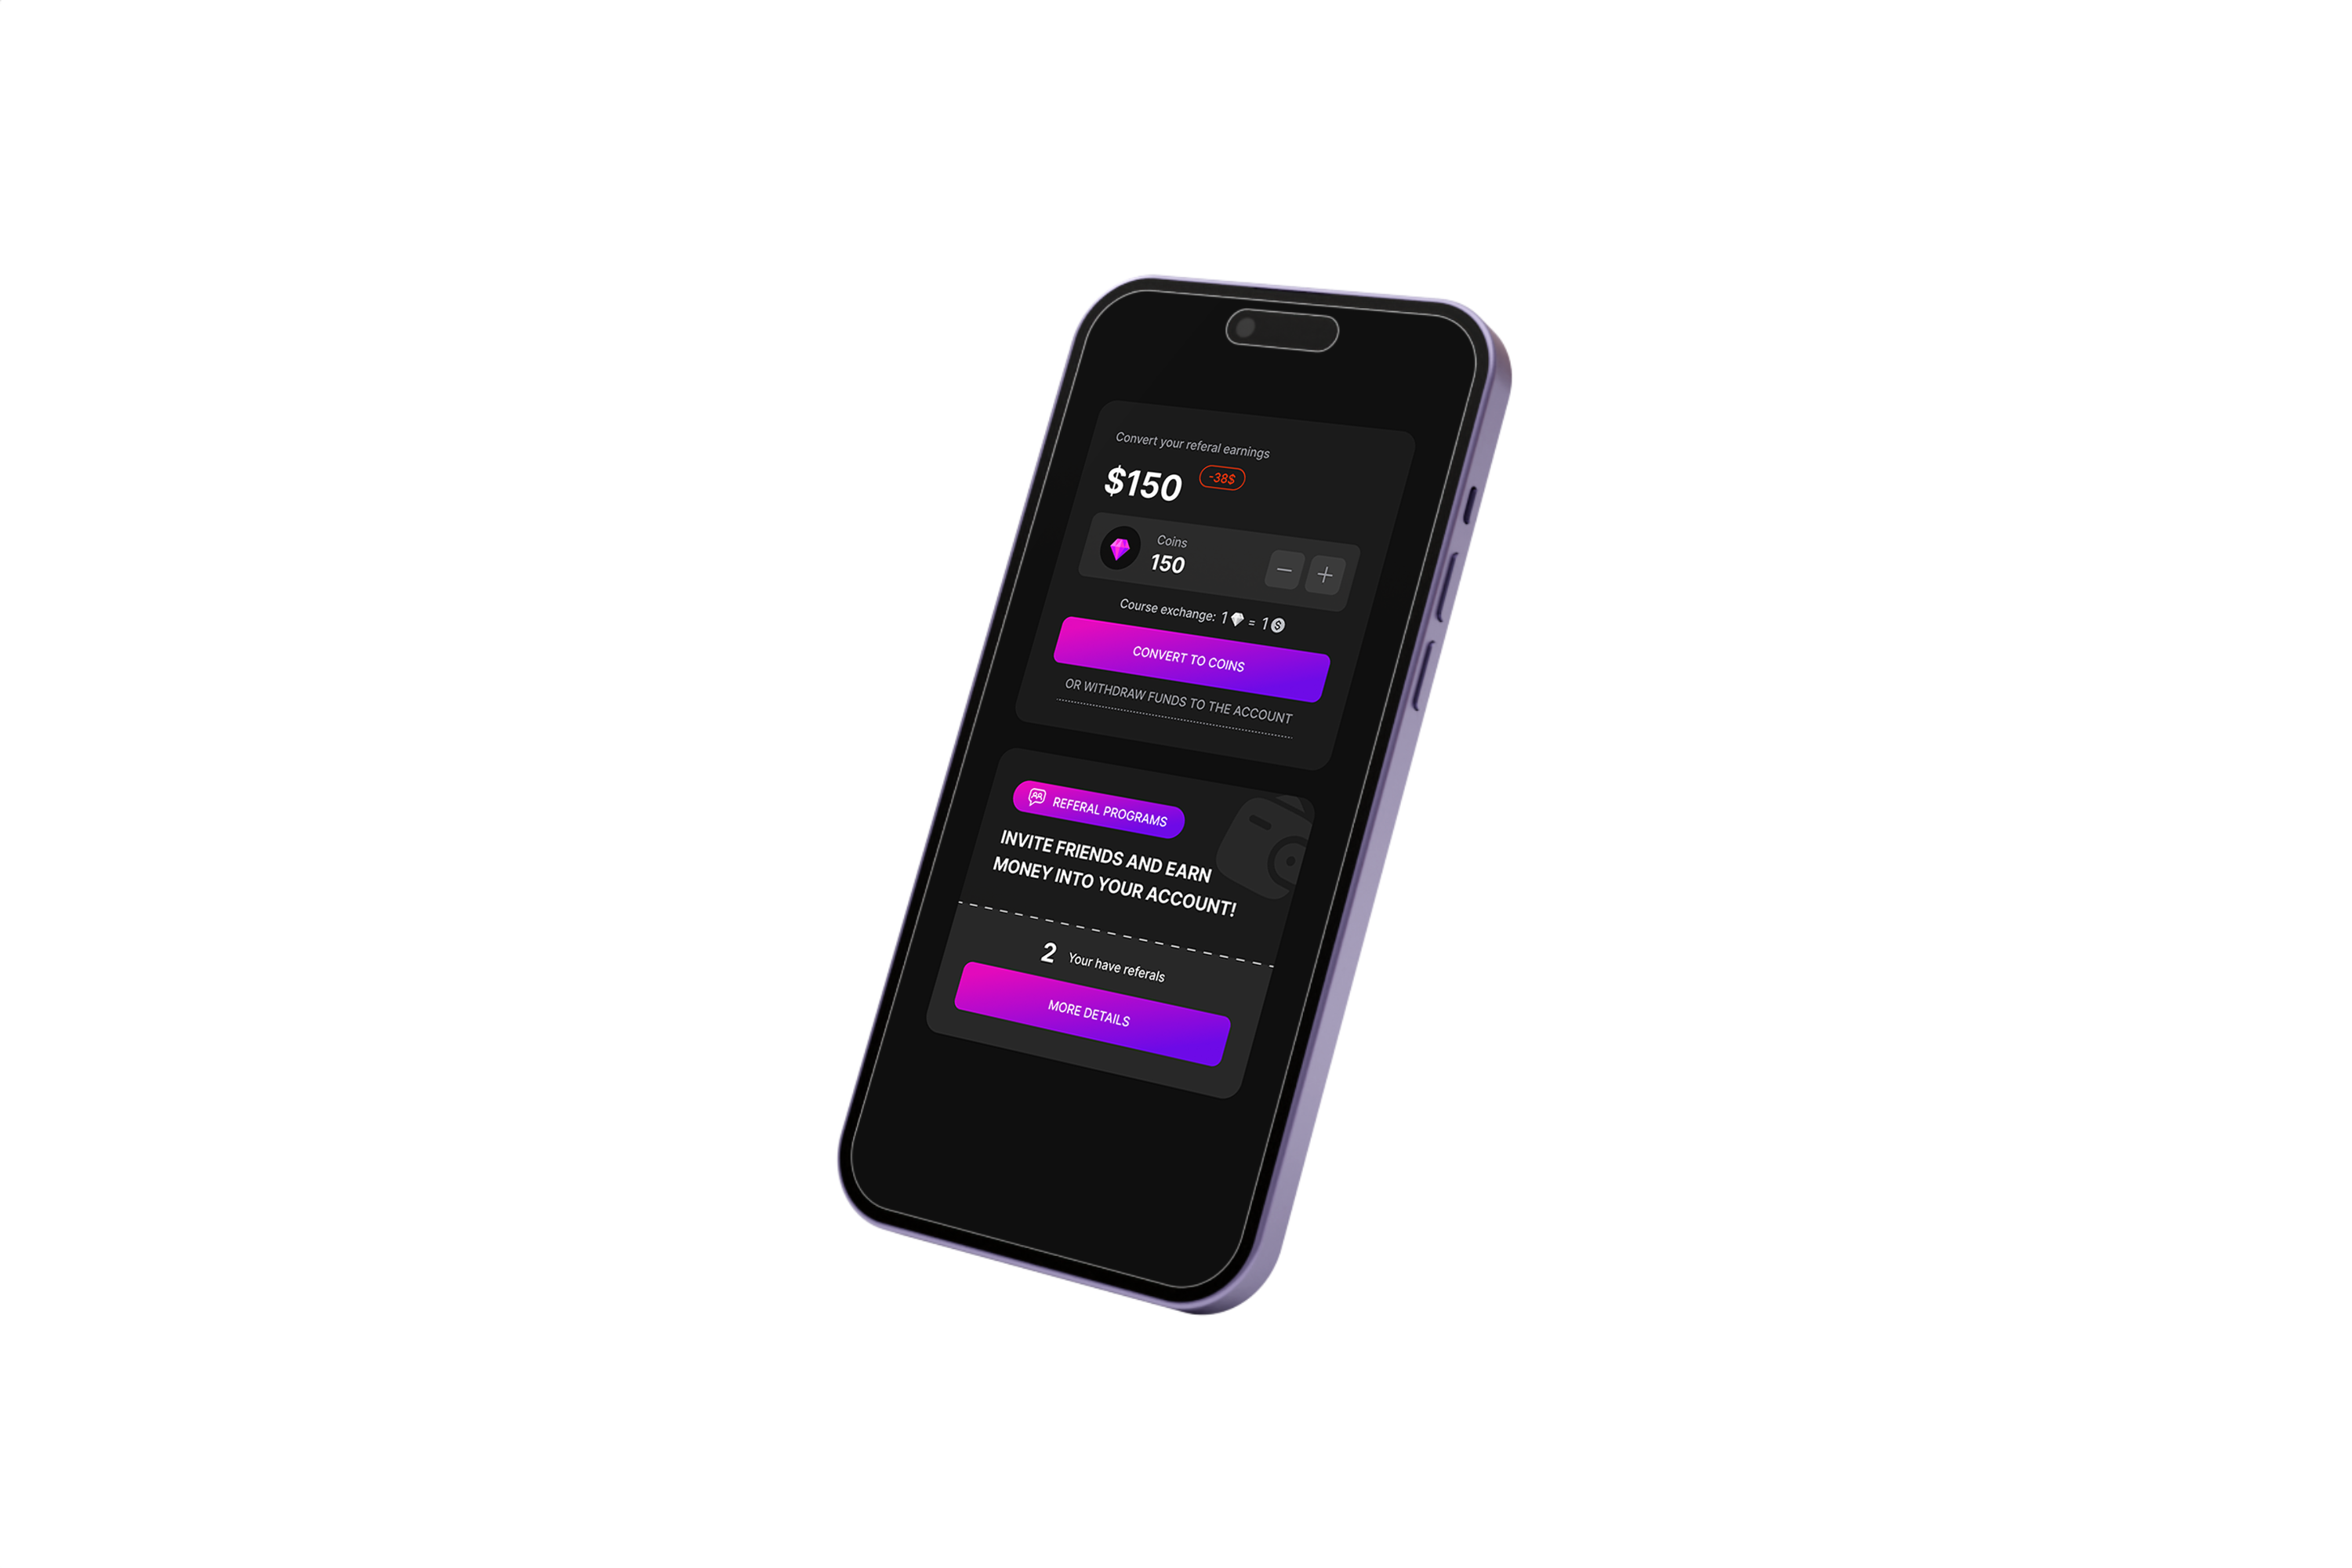 Convert your referal earnings
$150 -38$
Coins
150
Course exchange: 1 = 1 $
CONVERT TO COINS
OR WITHDRAW FUNDS TO THE ACCOUNT
REFERAL PROGRAMS
INVITE FRIENDS AND EARN
MONEY INTO YOUR ACCOUNT!
2 Your have referals
MORE DETAILS